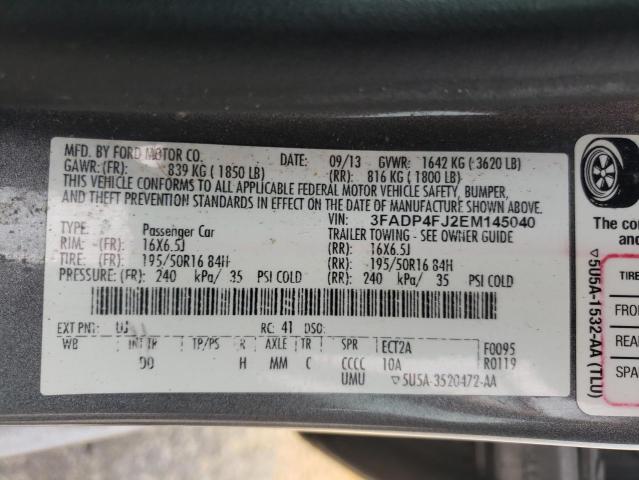 MFD. BY FORD MOTOR CO. DATE: 09/13 GVWR: 1642 KG ( 3620 LB)
GAWR: (FR): 839 KG ( 1850 LB) (RR): 816 KG ( 1800 LB)
THIS VEHICLE CONFORMS TO ALL APPLICABLE FEDERAL MOTOR VEHICLE SAFETY, BUMPER,
AND THEFT PREVENTION STANDARDS IN EFFECT ON THE DATE OF MANUFACTURE SHOWN ABOVE.
VIN: 3FADP4FJ2EM145040
TYPE: Passenger Car TRAILER TOWING - SEE OWNER GUIDE
RIM: (FR): 16X6.5J (RR): 16X6.5J
TIRE: (FR): 195/50R16 84H (RR): 195/50R16 84H
PRESSURE: (FR): 240 kPa/ 35 PSI COLD (RR): 240 kPa/ 35 PSI COLD
EXT PNT: UJ RC: 41 DSO:
WB INT TR TP/PS R AXLE TR SPR ECT2A F0095
H MM C CCCC 10A R0119
UMU ▽5U5A-3520472-AA
The co
and
▽5U5A-1532-AA (TLU)
TIRE
FRO
REA
SPA